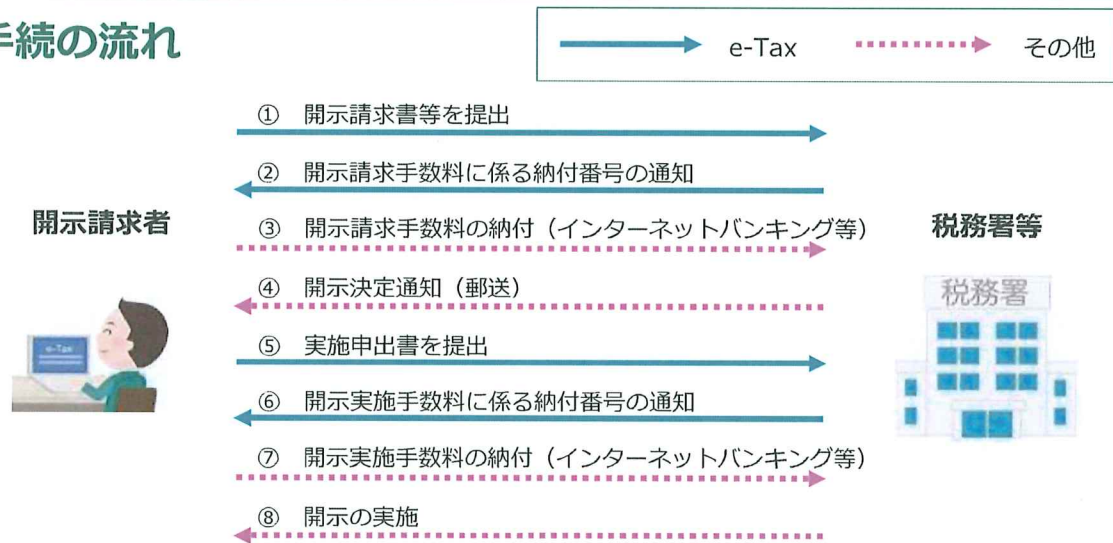 手続の流れ
e-Tax
その他
① 開示請求書等を提出
② 開示請求手数料に係る納付番号の通知
開示請求者
③ 開示請求手数料の納付（インターネットバンキング等）
税務署等
④ 開示決定通知（郵送）
税務署
⑤ 実施申出書を提出
e-Tax
⑥ 開示実施手数料に係る納付番号の通知
⑦ 開示実施手数料の納付（インターネットバンキング等）
⑧ 開示の実施